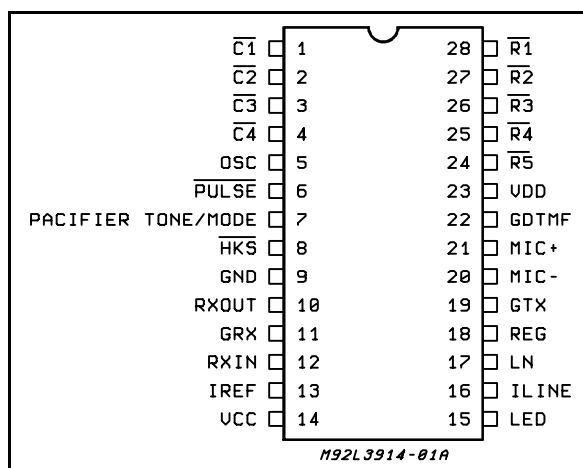 C1 1 28 R1
C2 2 27 R2
C3 3 26 R3
C4 4 25 R4
OSC 5 24 R5
PULSE 6 23 VDD
PACIFIER TONE/MODE 7 22 GDTMF
HKS 8 21 MIC+
GND 9 20 MIC-
RXOUT 10 19 GTX
GRX 11 18 REG
RXIN 12 17 LN
IREF 13 16 ILINE
VCC 14 15 LED
M92L3914-01A